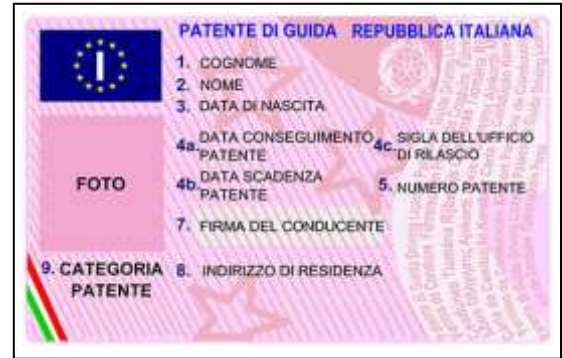 PATENTE DI GUIDA REPUBBLICA ITALIANA
I
1. COGNOME
2. NOME
3. DATA DI NASCITA
4a. DATA CONSEGUIMENTO PATENTE
4c. SIGLA DELL'UFFICIO DI RILASCIO
4b. DATA SCADENZA PATENTE
5. NUMERO PATENTE
FOTO
7. FIRMA DEL CONDUCENTE
9. CATEGORIA PATENTE
8. INDIRIZZO DI RESIDENZA